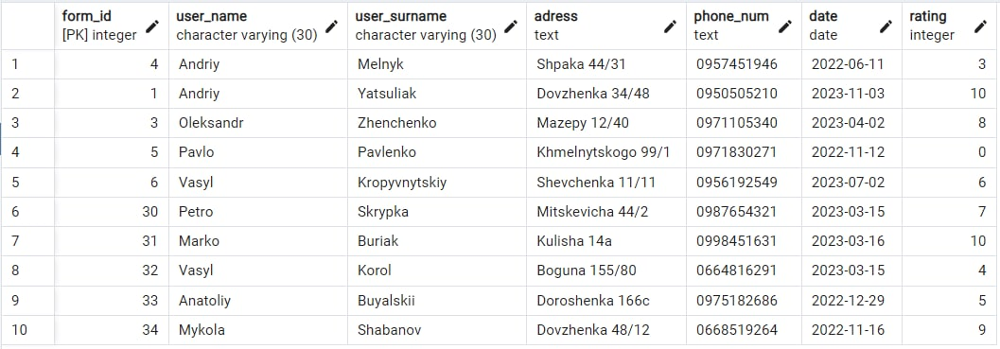 form_id user_name user_surname adress phone_num date rating
[PK] integer character varying (30) character varying (30) text text date integer
1 4 Andriy Melnyk Shpaka 44/31 0957451946 2022-06-11 3
2 1 Andriy Yatsuliak Dovzhenka 34/48 0950505210 2023-11-03 10
3 3 Oleksandr Zhenchenko Mazepy 12/40 0971105340 2023-04-02 8
4 5 Pavlo Pavlenko Khmelnytskogo 99/1 0971830271 2022-11-12 0
5 6 Vasyl Kropyvnytskiy Shevchenka 11/11 0956192549 2023-07-02 6
6 30 Petro Skrypka Mitskevicha 44/2 0987654321 2023-03-15 7
7 31 Marko Buriak Kulisha 14a 0998451631 2023-03-16 10
8 32 Vasyl Korol Boguna 155/80 0664816291 2023-03-15 4
9 33 Anatoliy Buyalskii Doroshenka 166c 0975182686 2022-12-29 5
10 34 Mykola Shabanov Dovzhenka 48/12 0668519264 2022-11-16 9